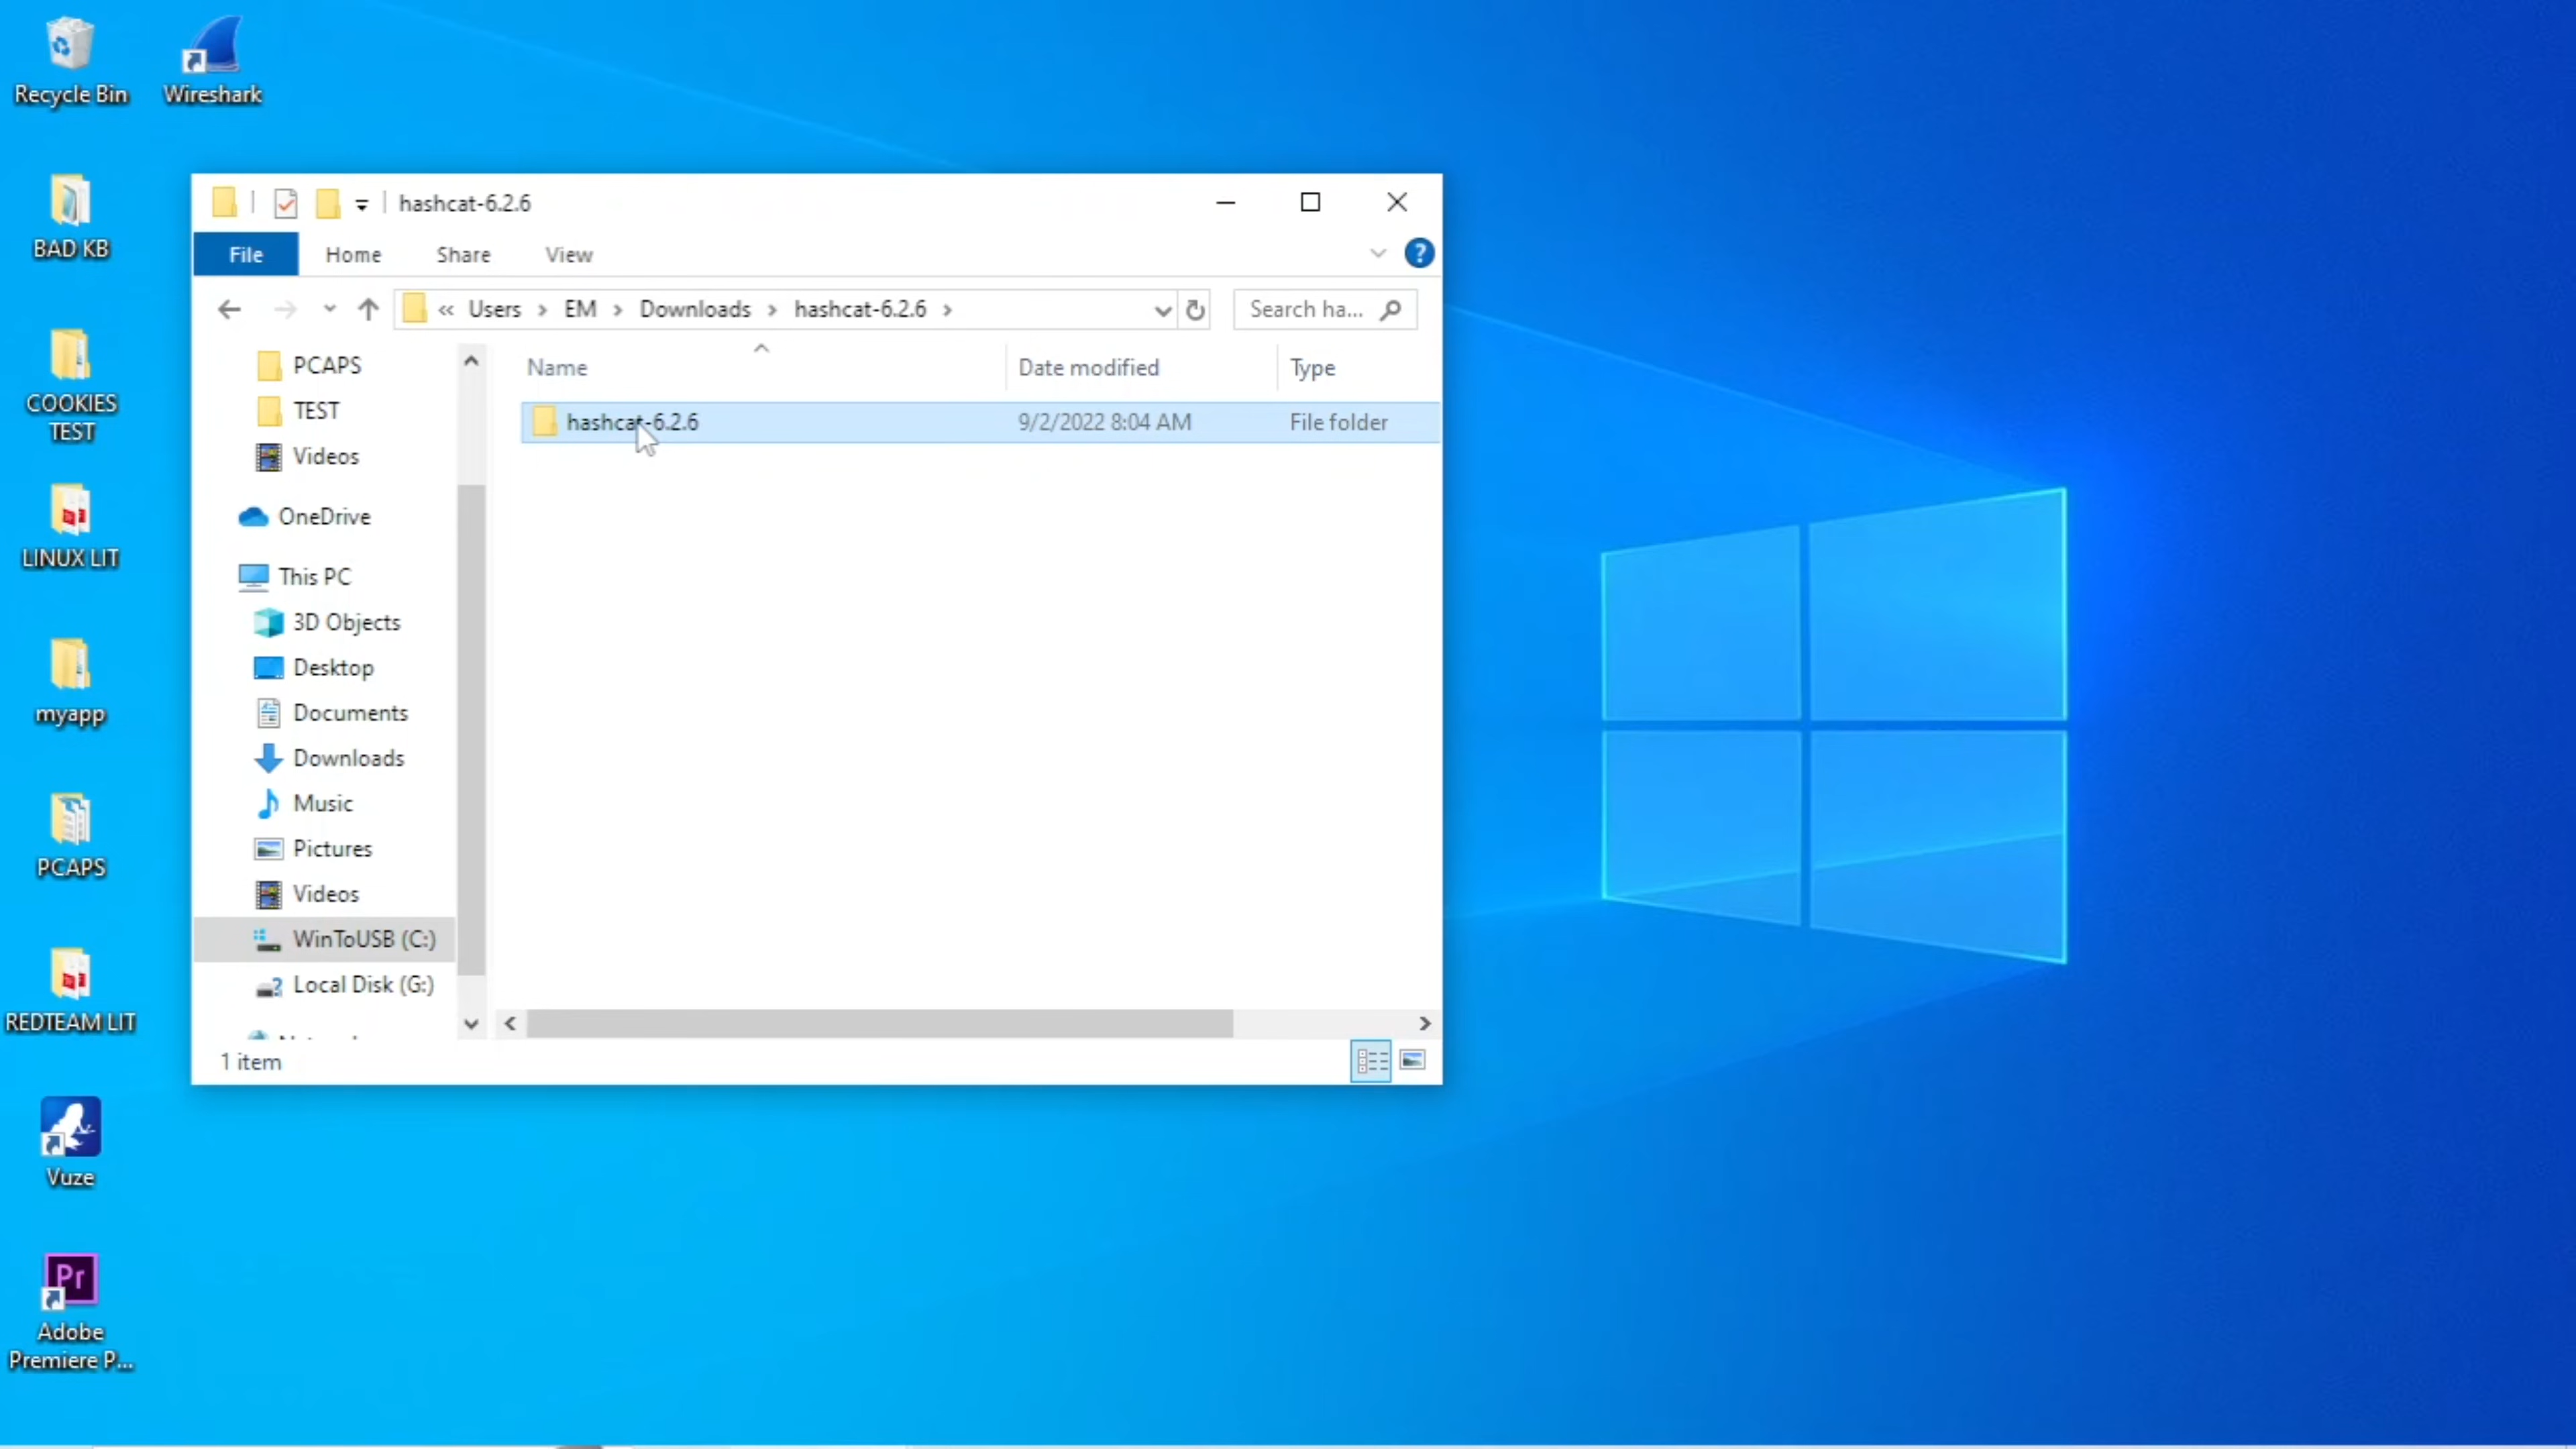 Recycle Bin
Wireshark
BAD KB
COOKIES
TEST
LINUX LIT
myapp
PCAPS
REDTEAM LIT
Vuze
Pr
Adobe
Premiere P...
hashcat-6.2.6
File Home Share View
?
« Users > EM > Downloads > hashcat-6.2.6 >
Search ha...
PCAPS
TEST
Videos
OneDrive
This PC
3D Objects
Desktop
Documents
Downloads
Music
Pictures
Videos
WinToUSB (C:)
Local Disk (G:)
Name Date modified Type
hashcat-6.2.6 9/2/2022 8:04 AM File folder
1 item